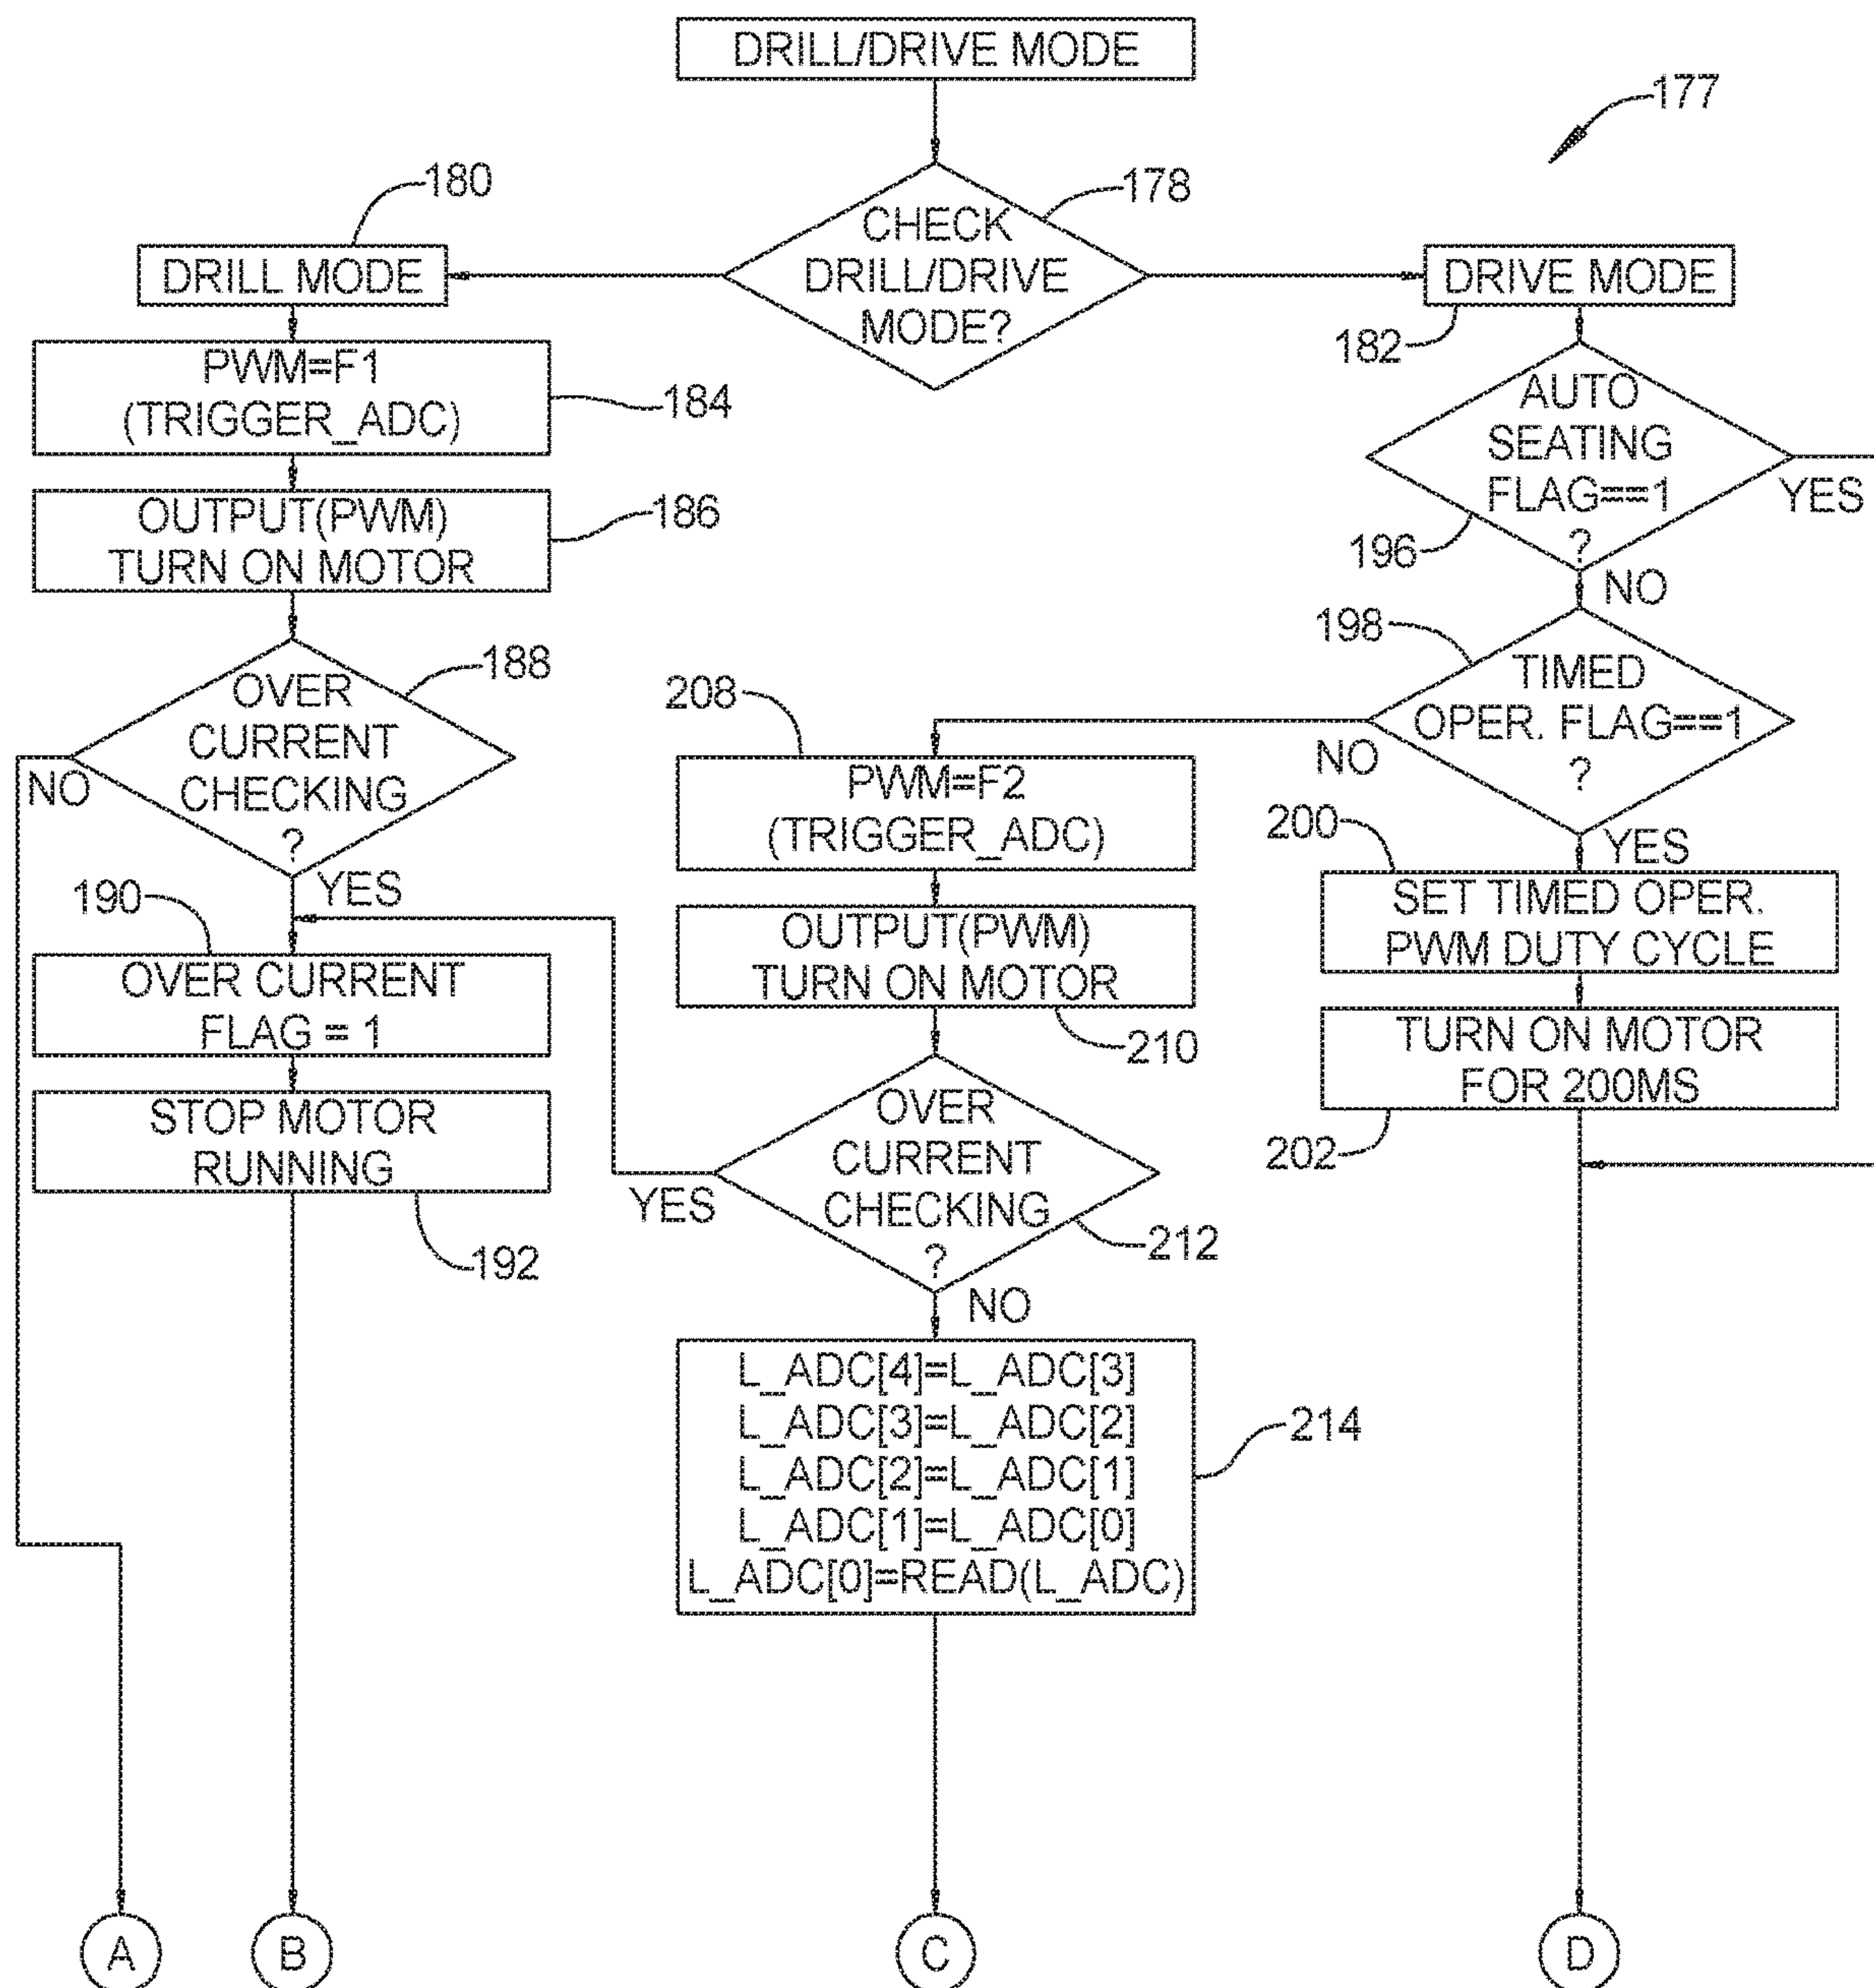 DRILL/DRIVE MODE
177
180
178
CHECK
DRILL/DRIVE
MODE?
DRILL MODE
DRIVE MODE
182
PWM=F1
(TRIGGER_ADC)
184
AUTO
SEATING
FLAG==1
?
YES
196
NO
OUTPUT(PWM)
TURN ON MOTOR
186
198
TIMED
OPER. FLAG==1
?
NO
YES
188
OVER
CURRENT
CHECKING
?
NO
YES
208
PWM=F2
(TRIGGER_ADC)
200
SET TIMED OPER.
PWM DUTY CYCLE
190
OVER CURRENT
FLAG = 1
OUTPUT(PWM)
TURN ON MOTOR
210
TURN ON MOTOR
FOR 200MS
202
STOP MOTOR
RUNNING
192
OVER
CURRENT
CHECKING
?
YES
212
NO
L_ADC[4]=L_ADC[3]
L_ADC[3]=L_ADC[2]
L_ADC[2]=L_ADC[1]
L_ADC[1]=L_ADC[0]
L_ADC[0]=READ(L_ADC)
214
A
B
C
D